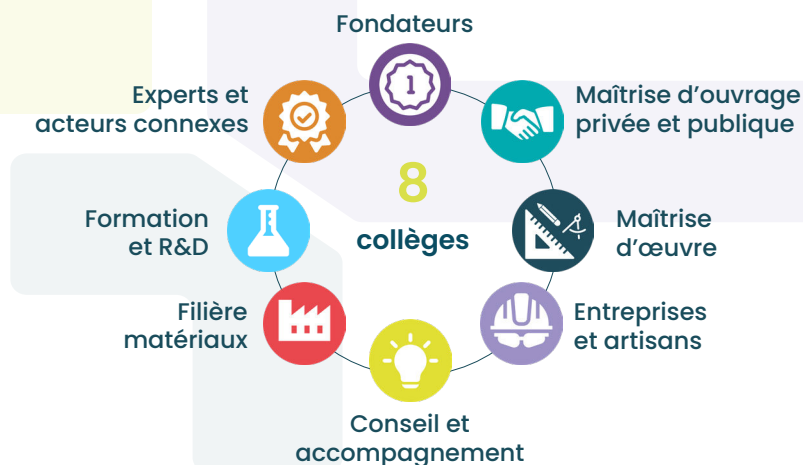 Fondateurs
1
Maîtrise d'ouvrage
privée et publique
Maîtrise
d'œuvre
Entreprises
et artisans
Conseil et
accompagnement
Filière
matériaux
Formation
et R&D
Experts et
acteurs connexes
8
collèges